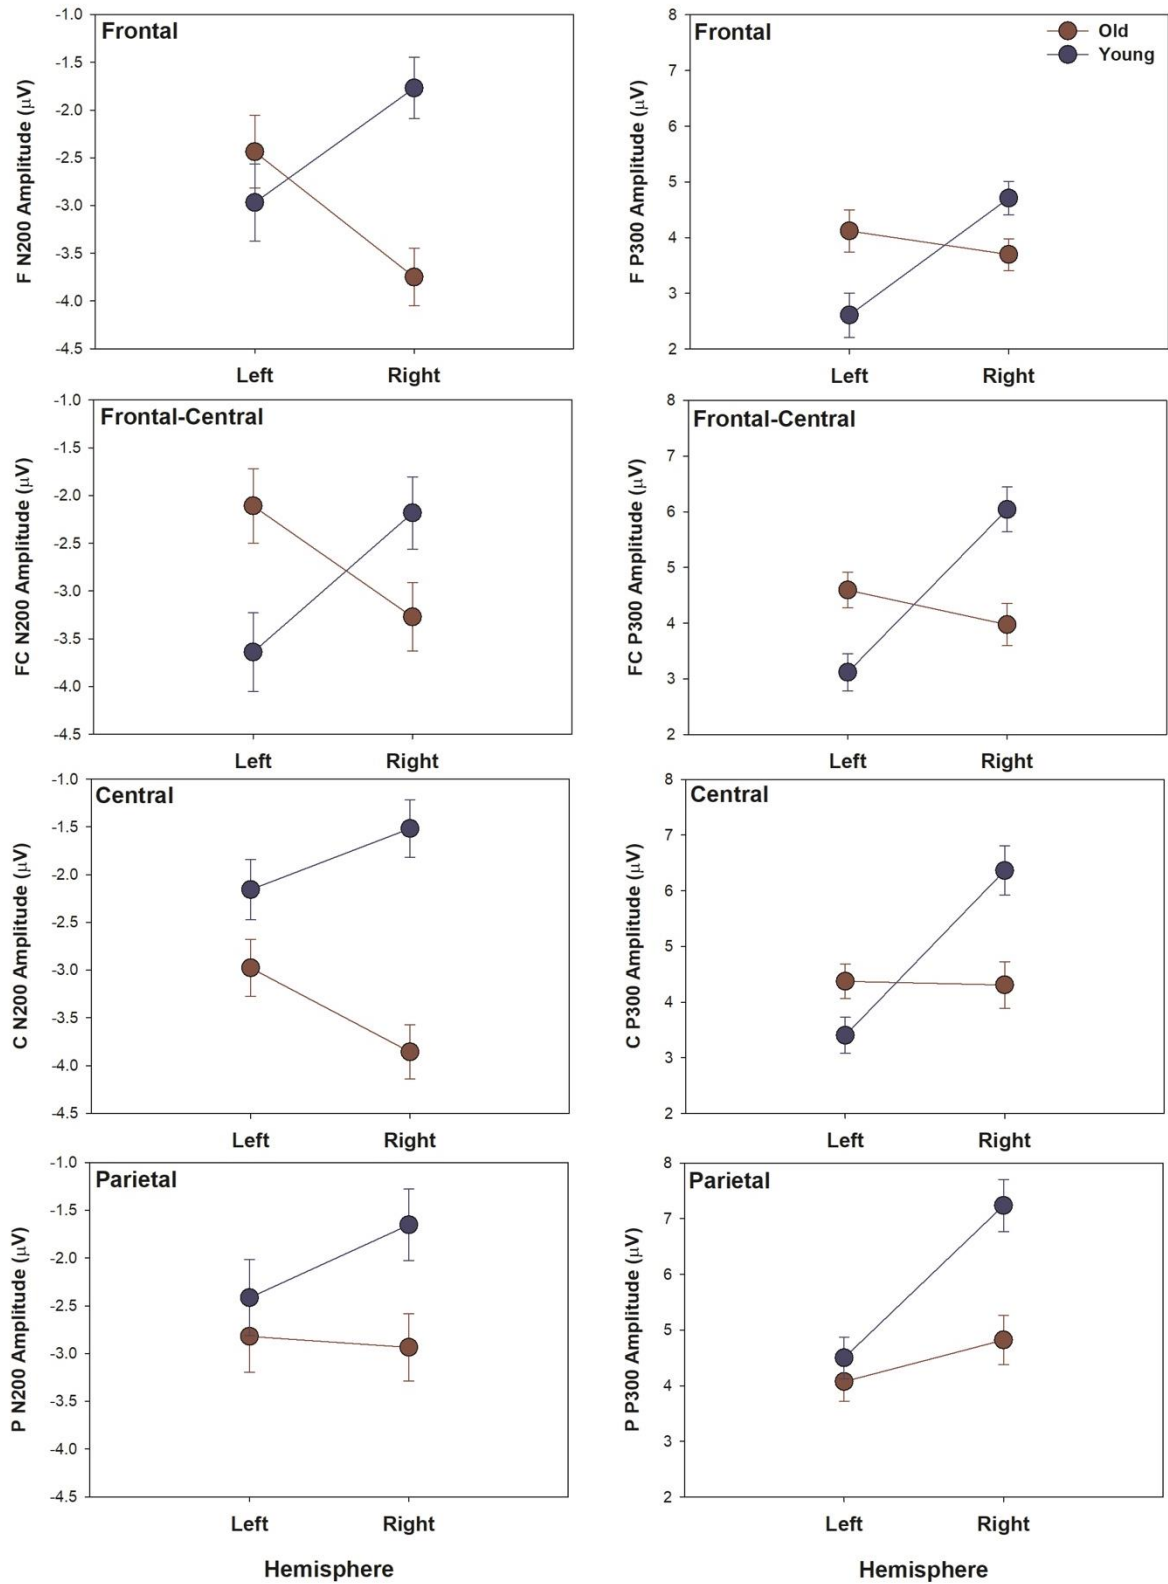 Frontal
F N200 Amplitude (μV)
-1.0
-1.5
-2.0
-2.5
-3.0
-3.5
-4.0
-4.5
Left Right
Frontal
Old
Young
F P300 Amplitude (μV)
8
7
6
5
4
3
2
Left Right
Frontal-Central
FC N200 Amplitude (μV)
-1.0
-1.5
-2.0
-2.5
-3.0
-3.5
-4.0
-4.5
Left Right
Frontal-Central
FC P300 Amplitude (μV)
8
7
6
5
4
3
2
Left Right
Central
C N200 Amplitude (μV)
-1.0
-1.5
-2.0
-2.5
-3.0
-3.5
-4.0
-4.5
Left Right
Central
C P300 Amplitude (μV)
8
7
6
5
4
3
2
Left Right
Parietal
P N200 Amplitude (μV)
-1.0
-1.5
-2.0
-2.5
-3.0
-3.5
-4.0
-4.5
Left Right
Hemisphere
Parietal
P P300 Amplitude (μV)
8
7
6
5
4
3
2
Left Right
Hemisphere